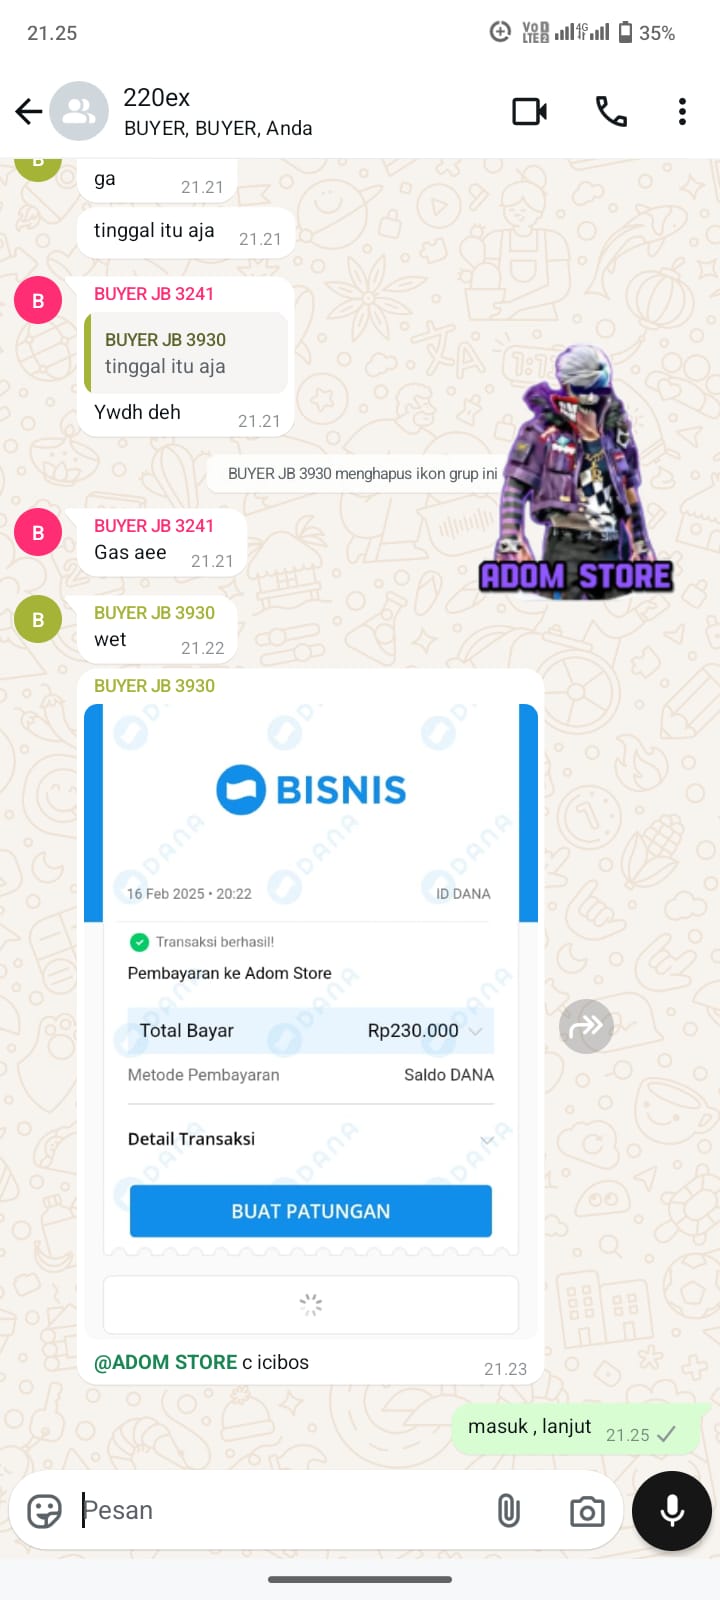 21.25
VoD
LTE2
4G
35%
220ex
BUYER, BUYER, Anda
B
ga
21.21
tinggal itu aja
21.21
B
BUYER JB 3241
BUYER JB 3930
tinggal itu aja
Ywdh deh
21.21
BUYER JB 3930 menghapus ikon grup ini
ADOM STORE
B
BUYER JB 3241
Gas aee
21.21
B
BUYER JB 3930
wet
21.22
BUYER JB 3930
BISNIS
16 Feb 2025 • 20:22
ID DANA
Transaksi berhasil!
Pembayaran ke Adom Store
Total Bayar
Rp230.000
Metode Pembayaran
Saldo DANA
Detail Transaksi
BUAT PATUNGAN
DANA
@ADOM STORE c icibos
21.23
masuk , lanjut
21.25
Pesan